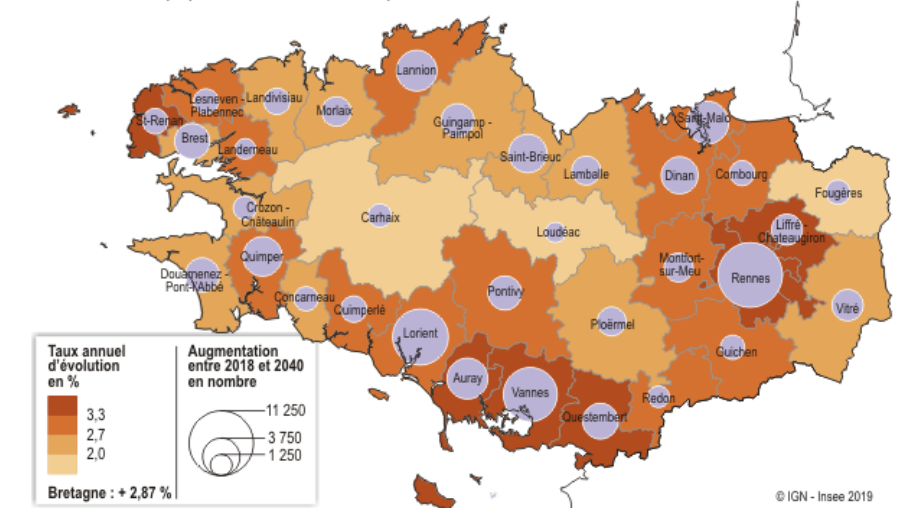 Lannion
Lesneven -
Plabennec
Landivisiau
Morlaix
St-Renan
Brest
Landerneau
Guingamp -
Paimpol
Saint-Brieuc
Lamballe
Saint-Malo
Dinan
Combourg
Fougères
Crozon -
Châteaulin
Carhaix
Loudéac
Liffré -
Chateaugiron
Quimper
Douarnenez -
Pont-l'Abbé
Montfort-
sur-Meu
Rennes
Concarneau
Quimperlé
Pontivy
Ploërmel
Vitré
Lorient
Guichen
Auray
Vannes
Questembert
Redon
Taux annuel
d'évolution
en %
3,3
2,7
2,0
Bretagne : + 2,87 %
Augmentation
entre 2018 et 2040
en nombre
11 250
3 750
1 250
© IGN - Insee 2019